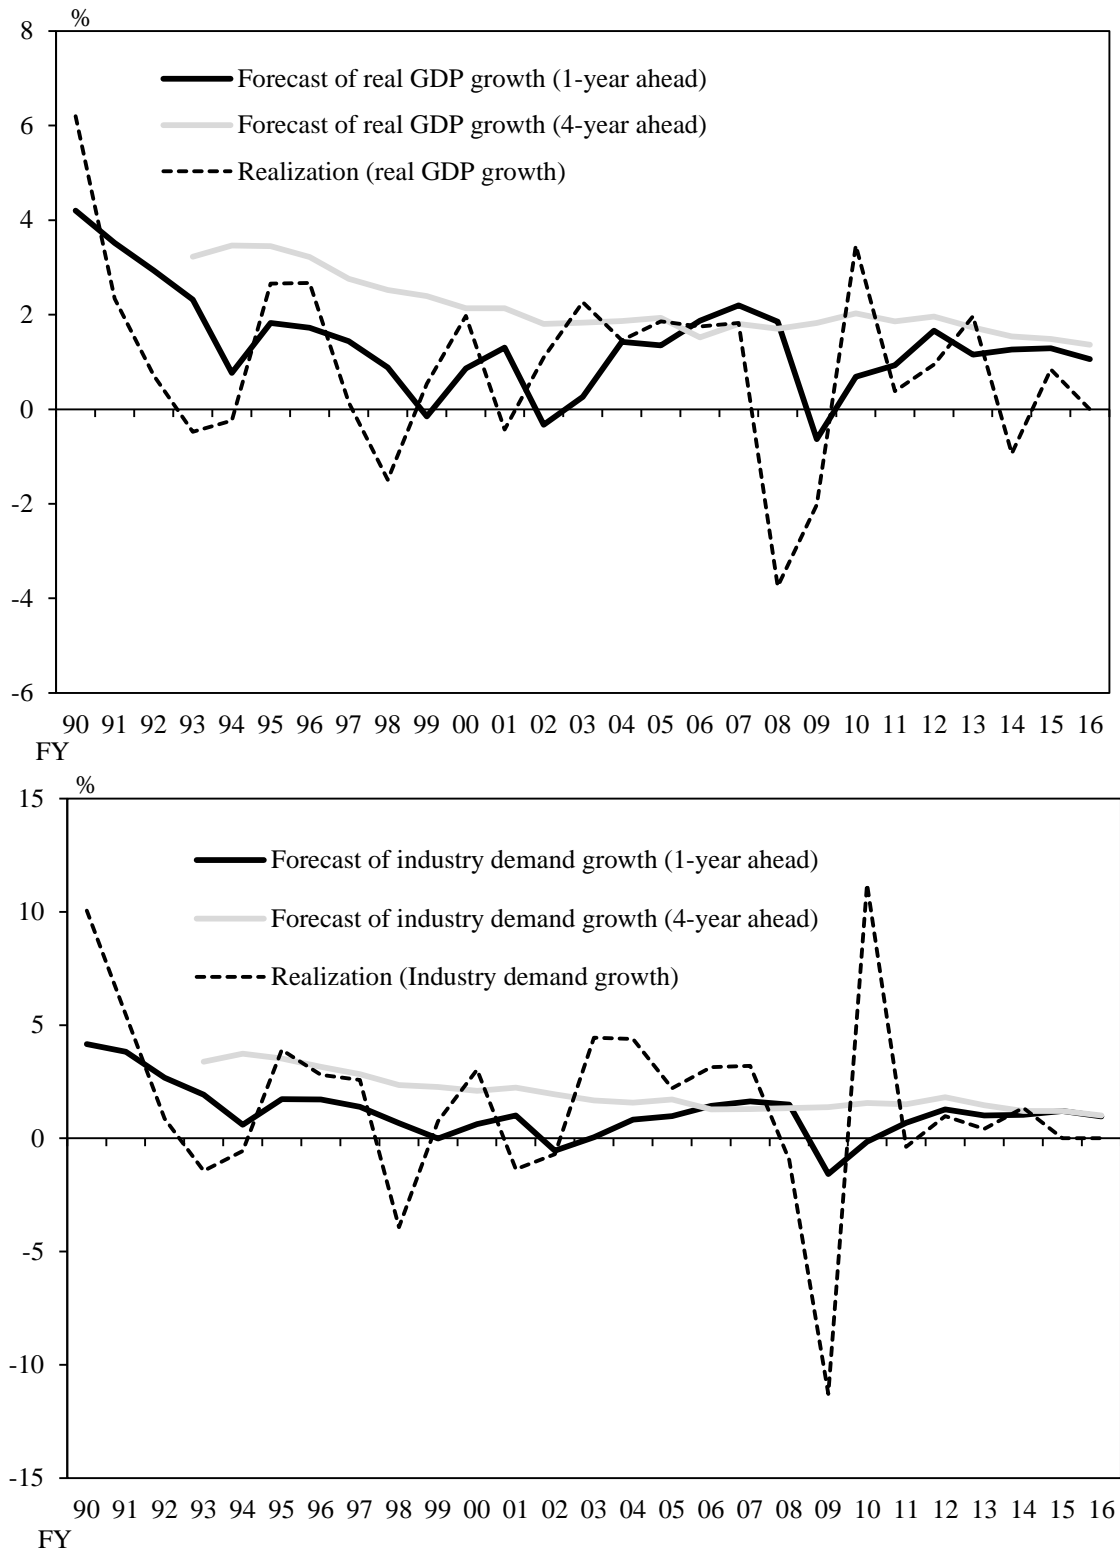 %
8
Forecast of real GDP growth (1-year ahead)
6
Forecast of real GDP growth (4-year ahead)
Realization (real GDP growth)
4
2
0
-2
-4
-6
90 91 92 93 94 95 96 97 98 99 00 01 02 03 04 05 06 07 08 09 10 11 12 13 14 15 16
FY
%
15
Forecast of industry demand growth (1-year ahead)
10
Forecast of industry demand growth (4-year ahead)
Realization (Industry demand growth)
5
0
-5
-10
-15
90 91 92 93 94 95 96 97 98 99 00 01 02 03 04 05 06 07 08 09 10 11 12 13 14 15 16
FY